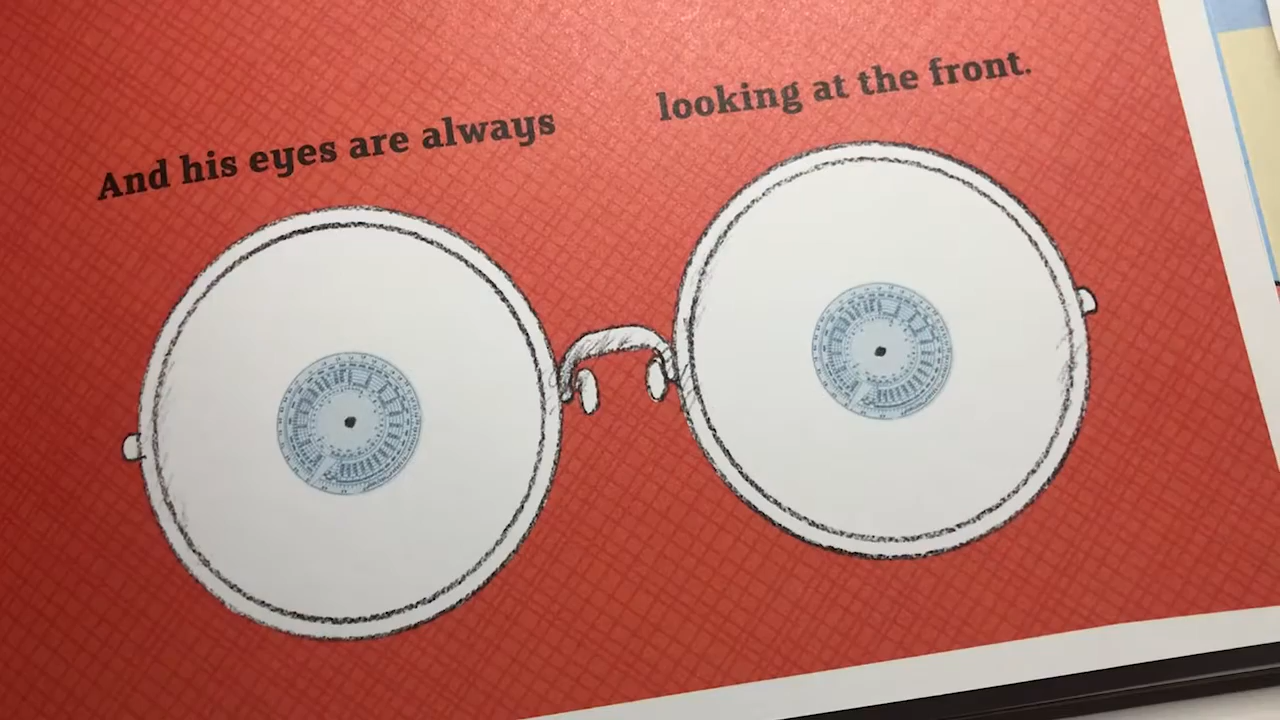 And his eyes are always looking at the front.